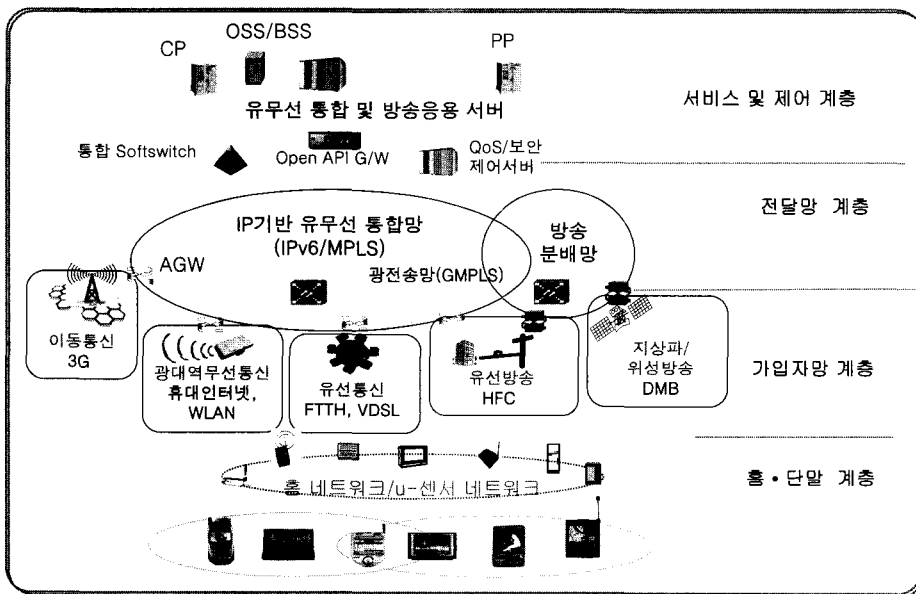 OSS/BSS
CP
PP
유무선 통합 및 방송응용 서버
서비스 및 제어 계층
통합 Softswitch
Open API G/W
QoS/보안
제어서버
전달망 계층
IP기반 유무선 통합망
(IPv6/MPLS)
방송
분배망
광전송망(GMPLS)
AGW
이동통신
3G
광대역무선통신
휴대인터넷,
WLAN
유선통신
FTTH, VDSL
유선방송
HFC
지상파/
위성방송
DMB
가입자망 계층
홈 네트워크/u-센서 네트워크
홈•단말 계층